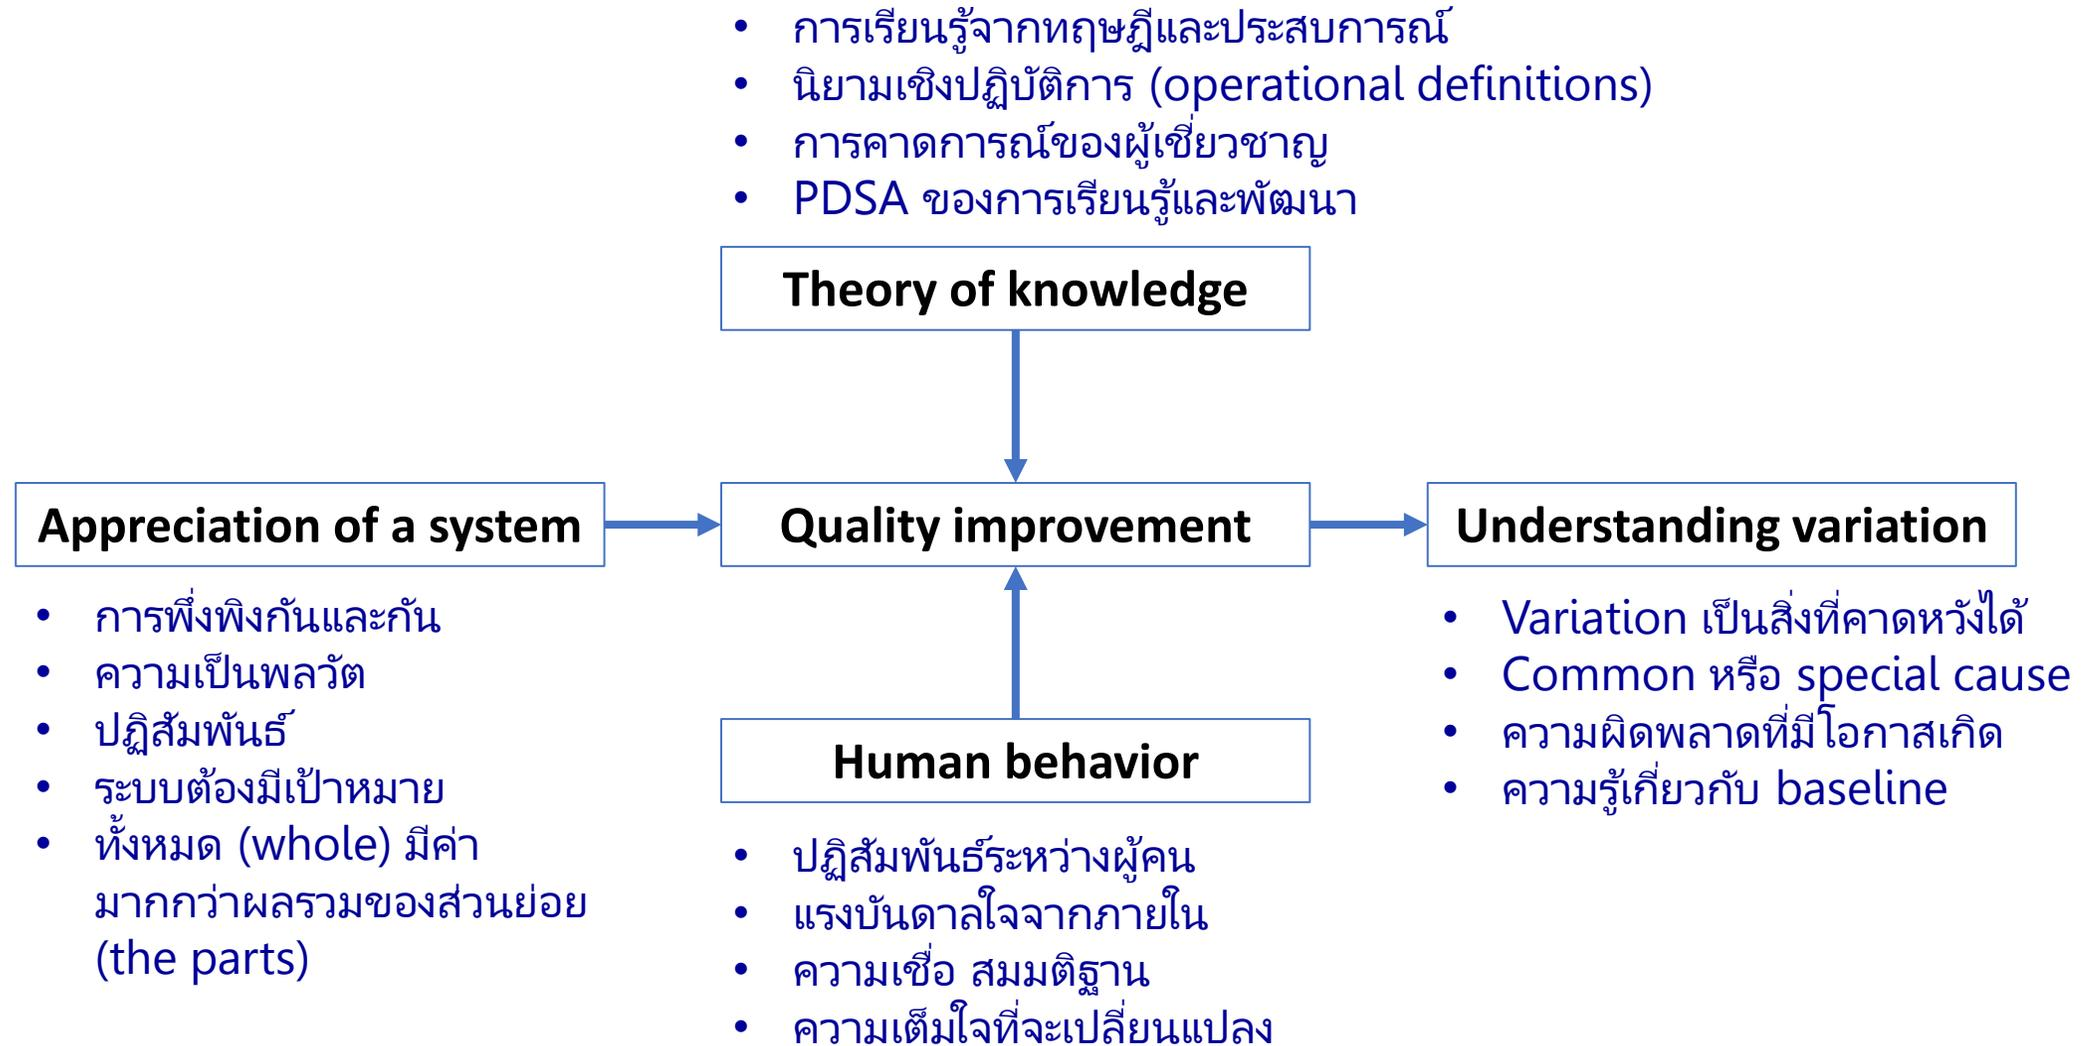 • การเรียนรู้จากทฤษฎีและประสบการณ์
• นิยามเชิงปฏิบัติการ (operational definitions)
• การคาดการณ์ของผู้เชี่ยวชาญ
• PDSA ของการเรียนรู้และพัฒนา
Theory of knowledge
Appreciation of a system
• การพึ่งพิงกันและกัน
• ความเป็นพลวัต
• ปฏิสัมพันธ์
• ระบบต้องมีเป้าหมาย
• ทั้งหมด (whole) มีค่า
มากกว่าผลรวมของส่วนย่อย
(the parts)
Quality improvement
Human behavior
• ปฏิสัมพันธ์ระหว่างผู้คน
• แรงบันดาลใจจากภายใน
• ความเชื่อ สมมติฐาน
• ความเต็มใจที่จะเปลี่ยนแปลง
Understanding variation
• Variation เป็นสิ่งที่คาดหวังได้
• Common หรือ special cause
• ความผิดพลาดที่มีโอกาสเกิด
• ความรู้เกี่ยวกับ baseline